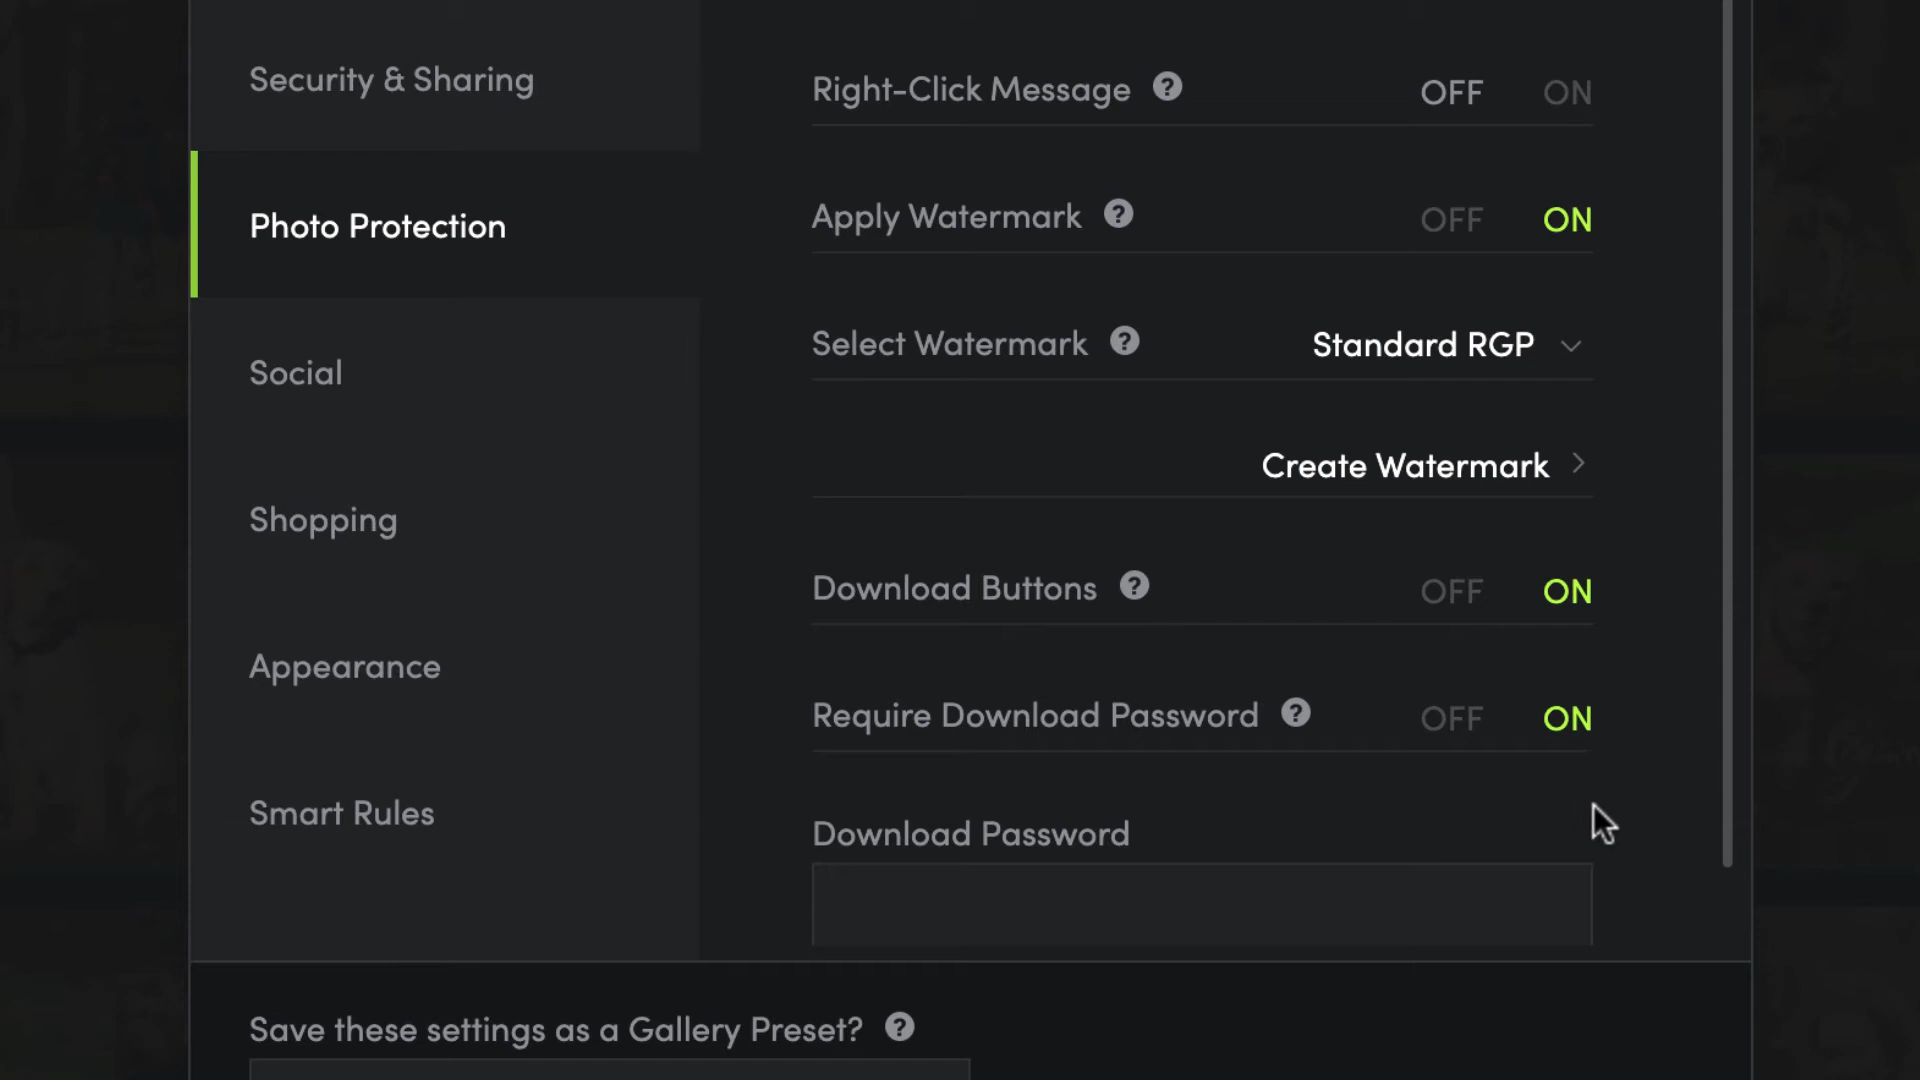 Security & Sharing
Photo Protection
Social
Shopping
Appearance
Smart Rules
Right-Click Message ? OFF ON
Apply Watermark ? OFF ON
Select Watermark ? Standard RGP
Create Watermark
Download Buttons ? OFF ON
Require Download Password ? OFF ON
Download Password
Save these settings as a Gallery Preset? ?